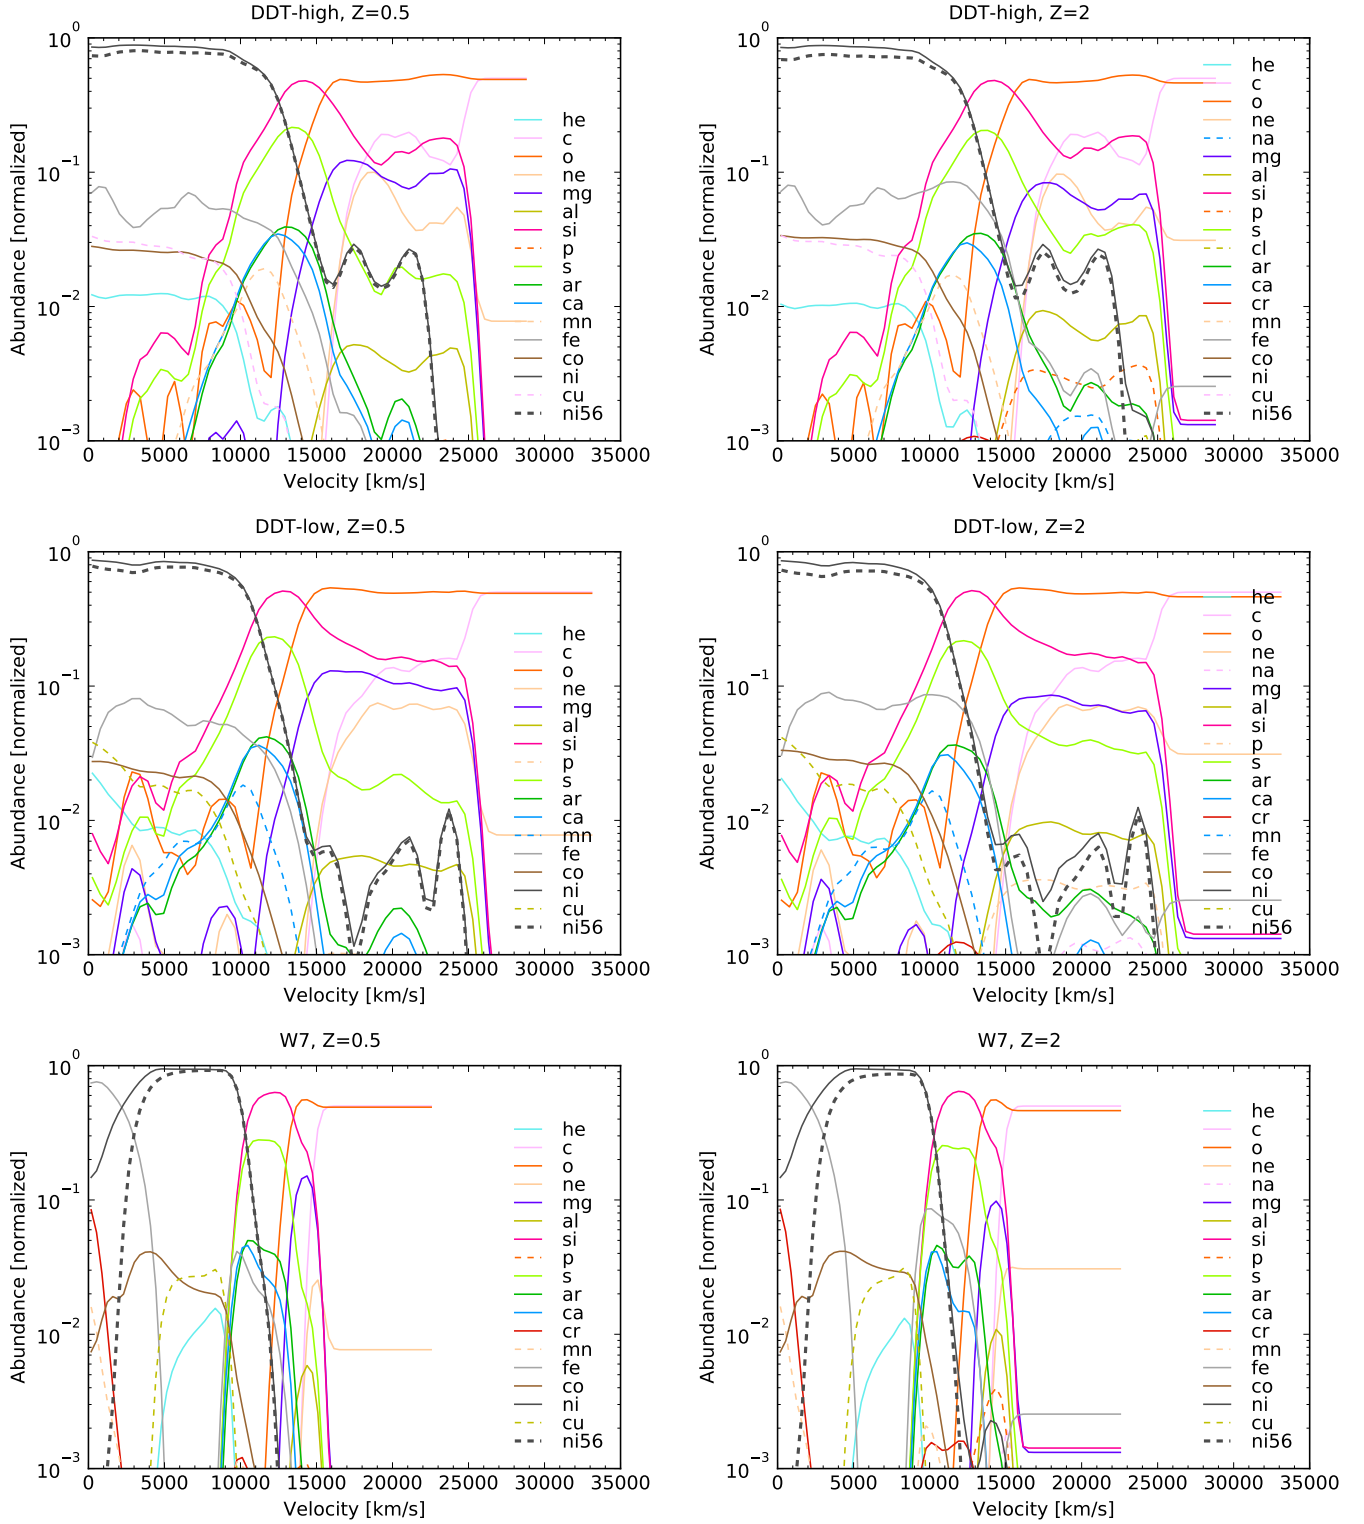 DDT-high, Z=0.5
Abundance [normalized]
10^0
10^−1
10^−2
10^−3
he
c
o
ne
mg
al
si
p
s
ar
ca
mn
fe
co
ni
cu
ni56
0 5000 10000 15000 20000 25000 30000 35000
Velocity [km/s]
DDT-high, Z=2
Abundance [normalized]
10^0
10^−1
10^−2
10^−3
he
c
o
ne
na
mg
al
si
p
s
cl
ar
ca
cr
mn
fe
co
ni
cu
ni56
0 5000 10000 15000 20000 25000 30000 35000
Velocity [km/s]
DDT-low, Z=0.5
Abundance [normalized]
10^0
10^−1
10^−2
10^−3
he
c
o
ne
mg
al
si
p
s
ar
ca
mn
fe
co
ni
cu
ni56
0 5000 10000 15000 20000 25000 30000 35000
Velocity [km/s]
DDT-low, Z=2
Abundance [normalized]
10^0
10^−1
10^−2
10^−3
he
c
o
ne
na
mg
al
si
p
s
ar
ca
cr
mn
fe
co
ni
cu
ni56
0 5000 10000 15000 20000 25000 30000 35000
Velocity [km/s]
W7, Z=0.5
Abundance [normalized]
10^0
10^−1
10^−2
10^−3
he
c
o
ne
mg
al
si
p
s
ar
ca
cr
mn
fe
co
ni
cu
ni56
0 5000 10000 15000 20000 25000 30000 35000
Velocity [km/s]
W7, Z=2
Abundance [normalized]
10^0
10^−1
10^−2
10^−3
he
c
o
ne
na
mg
al
si
p
s
ar
ca
cr
mn
fe
co
ni
cu
ni56
0 5000 10000 15000 20000 25000 30000 35000
Velocity [km/s]